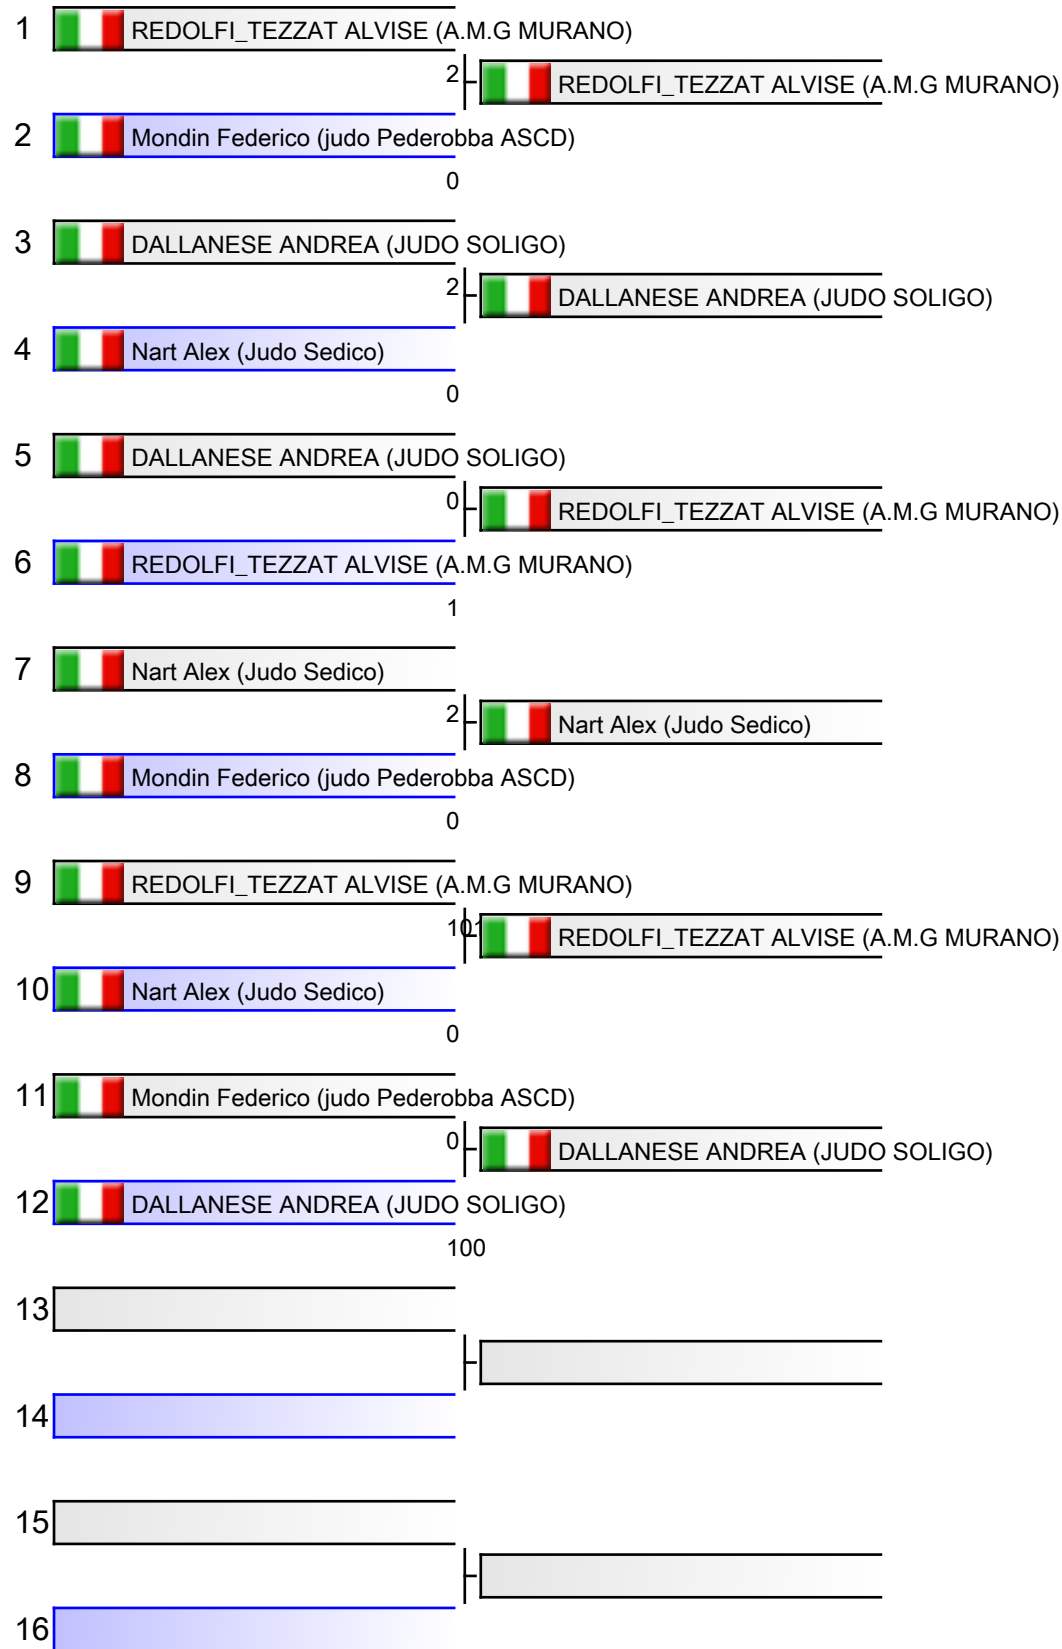 1 REDOLFI_TEZZAT ALVISE (A.M.G MURANO)
2 REDOLFI_TEZZAT ALVISE (A.M.G MURANO)
2 Mondin Federico (judo Pederobba ASCD)
0
3 DALLANESE ANDREA (JUDO SOLIGO)
2 DALLANESE ANDREA (JUDO SOLIGO)
4 Nart Alex (Judo Sedico)
0
5 DALLANESE ANDREA (JUDO SOLIGO)
0 REDOLFI_TEZZAT ALVISE (A.M.G MURANO)
6 REDOLFI_TEZZAT ALVISE (A.M.G MURANO)
1
7 Nart Alex (Judo Sedico)
2 Nart Alex (Judo Sedico)
8 Mondin Federico (judo Pederobba ASCD)
0
9 REDOLFI_TEZZAT ALVISE (A.M.G MURANO)
101 REDOLFI_TEZZAT ALVISE (A.M.G MURANO)
10 Nart Alex (Judo Sedico)
0
11 Mondin Federico (judo Pederobba ASCD)
0 DALLANESE ANDREA (JUDO SOLIGO)
12 DALLANESE ANDREA (JUDO SOLIGO)
100
13
14
15
16